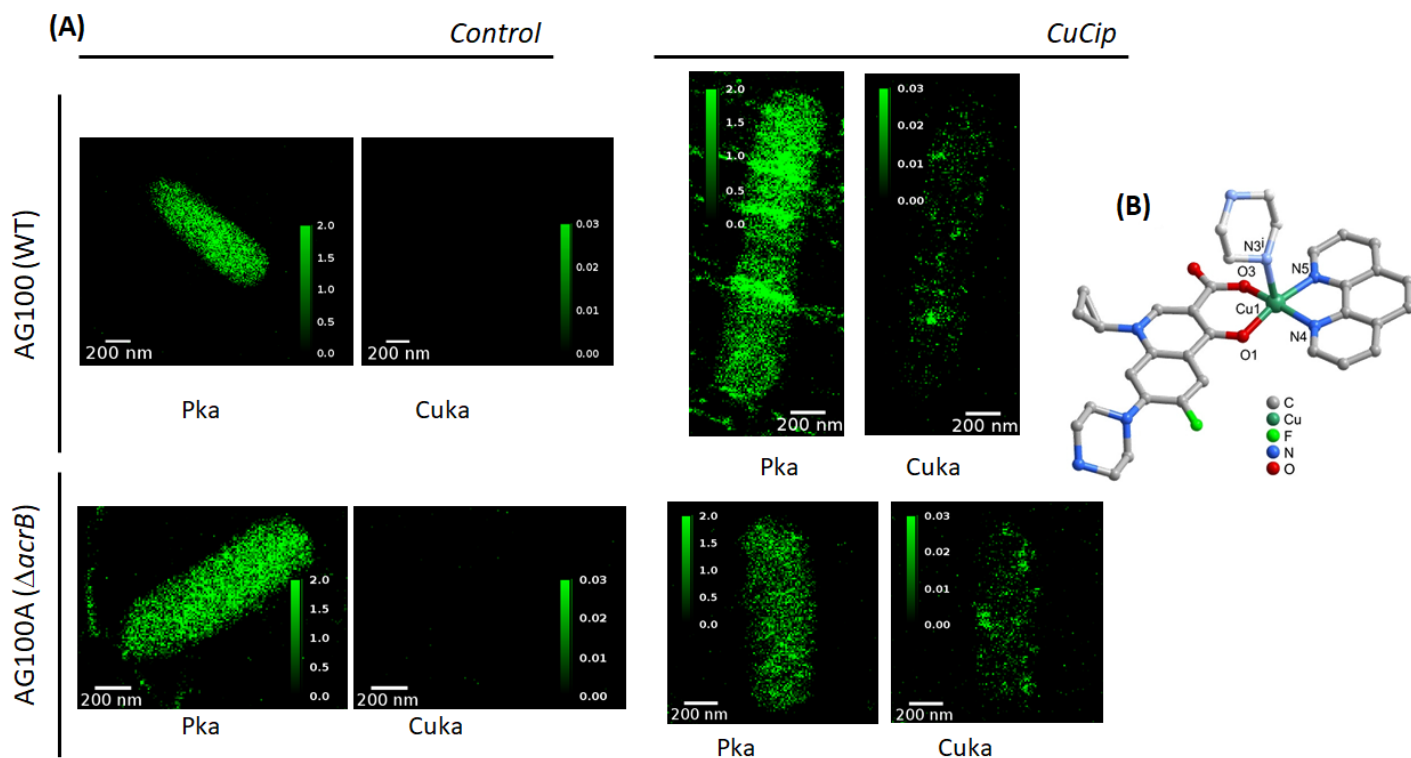 (A)
Control
CuCip
AG100 (WT)
2.0
1.5
1.0
0.5
0.0
200 nm
Pka
0.03
0.02
0.01
0.00
200 nm
Cuka
2.0
1.5
1.0
0.5
0.0
200 nm
Pka
0.03
0.02
0.01
0.00
200 nm
Cuka
(B)
N3i
O3
N5
Cu1
N4
O1
C
Cu
F
N
O
AG100A (ΔacrB)
2.0
1.5
1.0
0.5
0.0
200 nm
Pka
0.03
0.02
0.01
0.00
200 nm
Cuka
2.0
1.5
1.0
0.5
0.0
200 nm
Pka
0.03
0.02
0.01
0.00
200 nm
Cuka